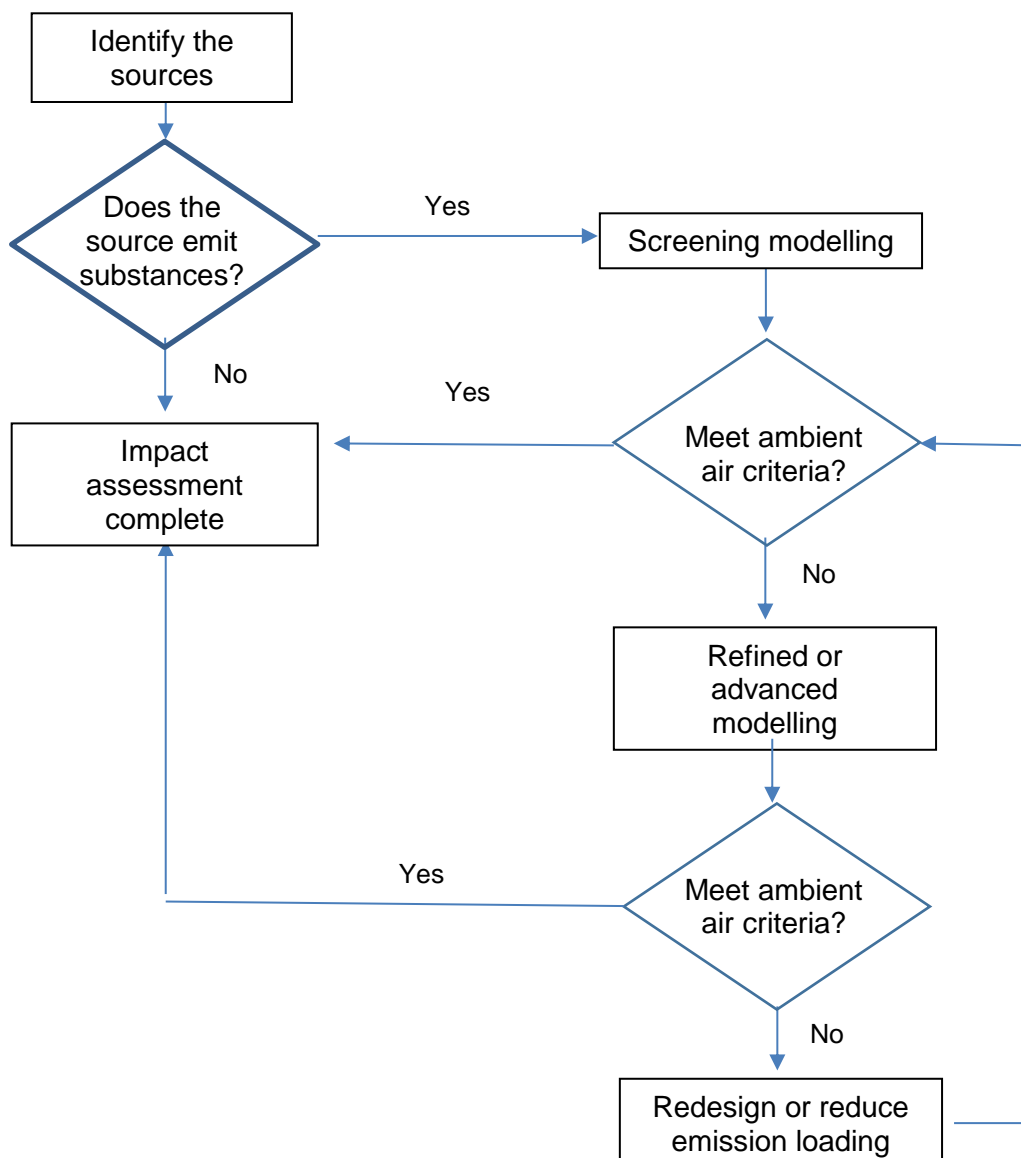 Identify the
sources
Does the
source emit
substances?
Yes
Screening modelling
No
Yes
Impact
assessment
complete
Meet ambient
air criteria?
No
Refined or
advanced
modelling
Yes
Meet ambient
air criteria?
No
Redesign or reduce
emission loading